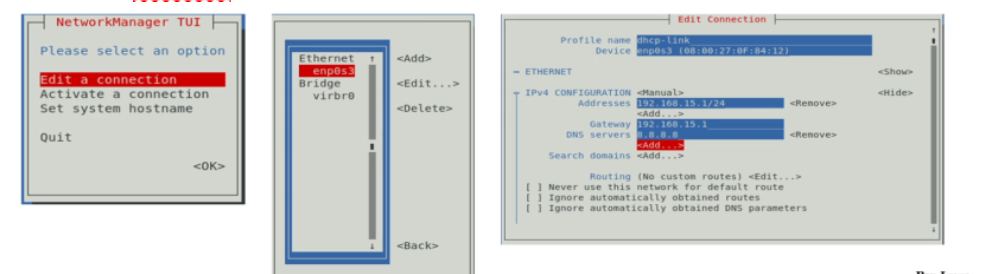 NetworkManager TUI
Please select an option
Edit a connection
Activate a connection
Set system hostname
Quit
<OK>
Ethernet ↑ <Add>
enp0s3
Bridge <Edit...>
virbr0
<Delete>
↓ <Back>
Edit Connection
Profile name dhcp-link
Device enp0s3 (08:00:27:0F:84:12)
ETHERNET <Show>
IPv4 CONFIGURATION <Manual> <Hide>
Addresses 192.168.15.1/24 <Remove>
<Add...>
Gateway 192.168.15.1
DNS servers 8.8.8.8 <Remove>
<Add...>
Search domains <Add...>
Routing (No custom routes) <Edit...>
[ ] Never use this network for default route
[ ] Ignore automatically obtained routes
[ ] Ignore automatically obtained DNS parameters